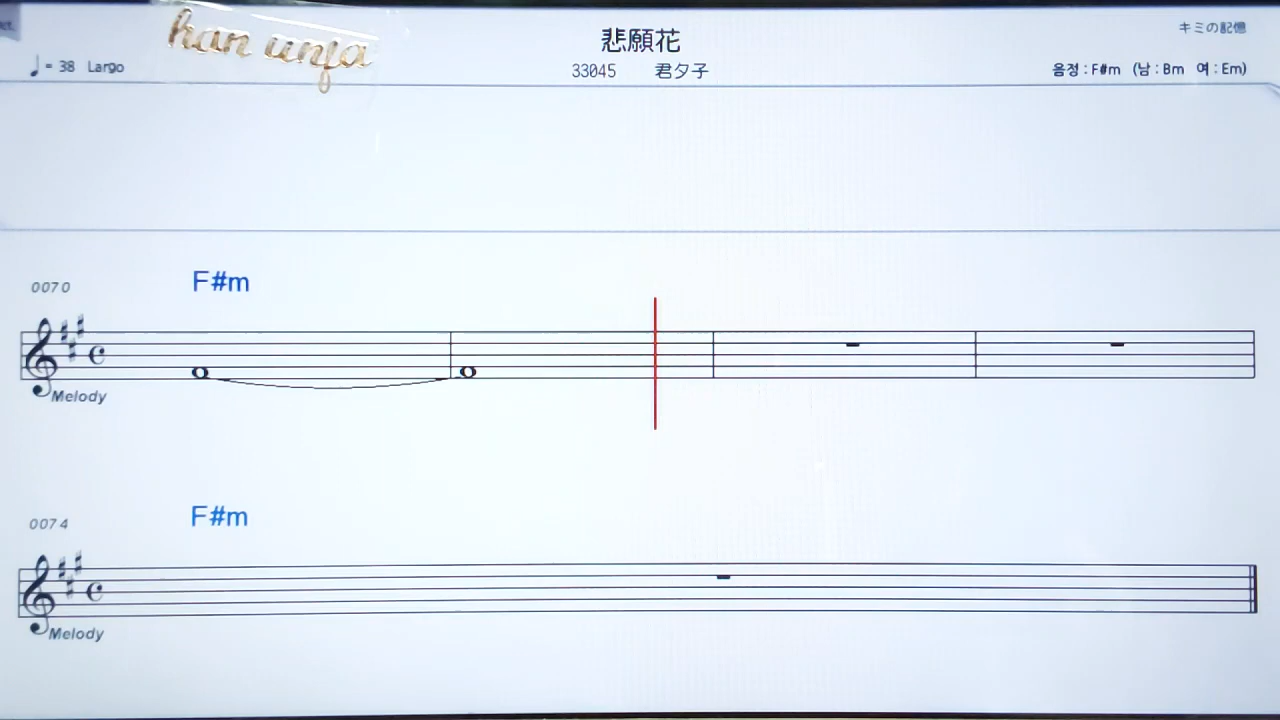 han unja
悲願花
キミの記憶
♩= 38 Largo
33045 君夕子
음정 : F#m (남 : Bm 여 : Em)
0070
F#m
Melody
0074
F#m
Melody